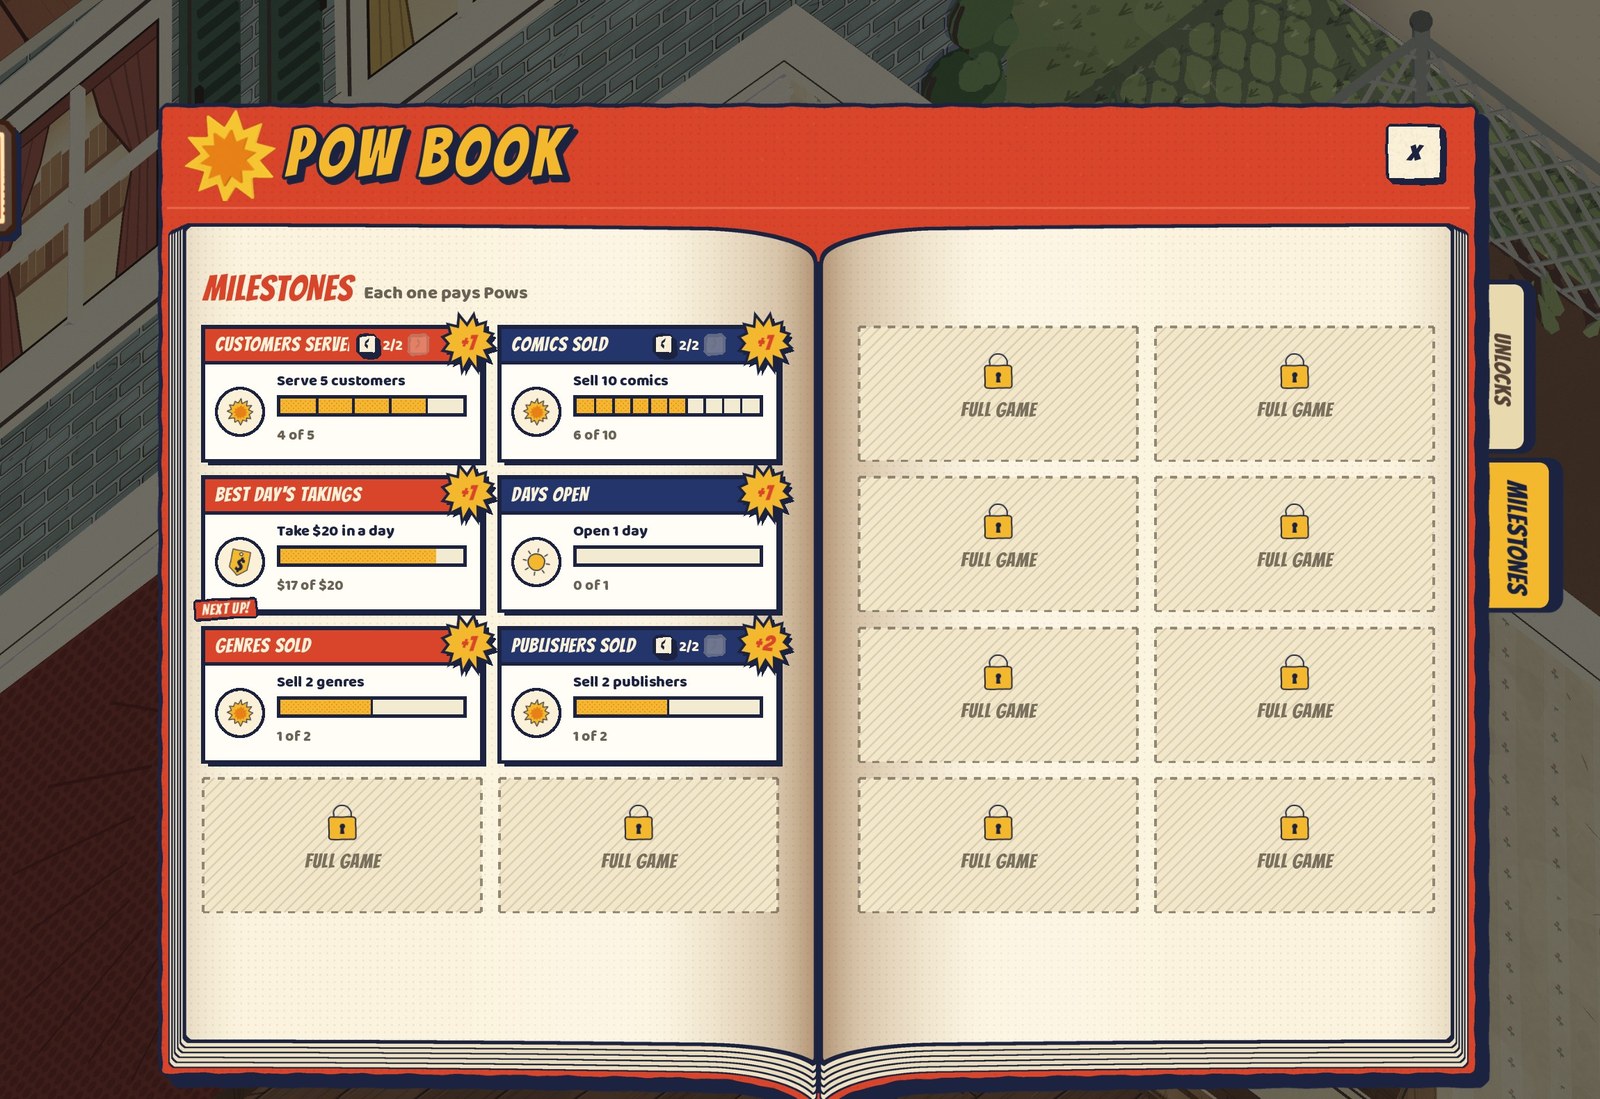 POW BOOK
X
MILESTONES Each one pays Pows
CUSTOMERS SERVE 2/2 +1
Serve 5 customers
4 of 5
COMICS SOLD 2/2 +1
Sell 10 comics
6 of 10
BEST DAY'S TAKINGS +1
Take $20 in a day
$17 of $20
NEXT UP!
DAYS OPEN +1
Open 1 day
0 of 1
GENRES SOLD +1
Sell 2 genres
1 of 2
PUBLISHERS SOLD 2/2 +2
Sell 2 publishers
1 of 2
FULL GAME
FULL GAME
FULL GAME
FULL GAME
FULL GAME
FULL GAME
FULL GAME
FULL GAME
FULL GAME
FULL GAME
UNLOCKS
MILESTONES